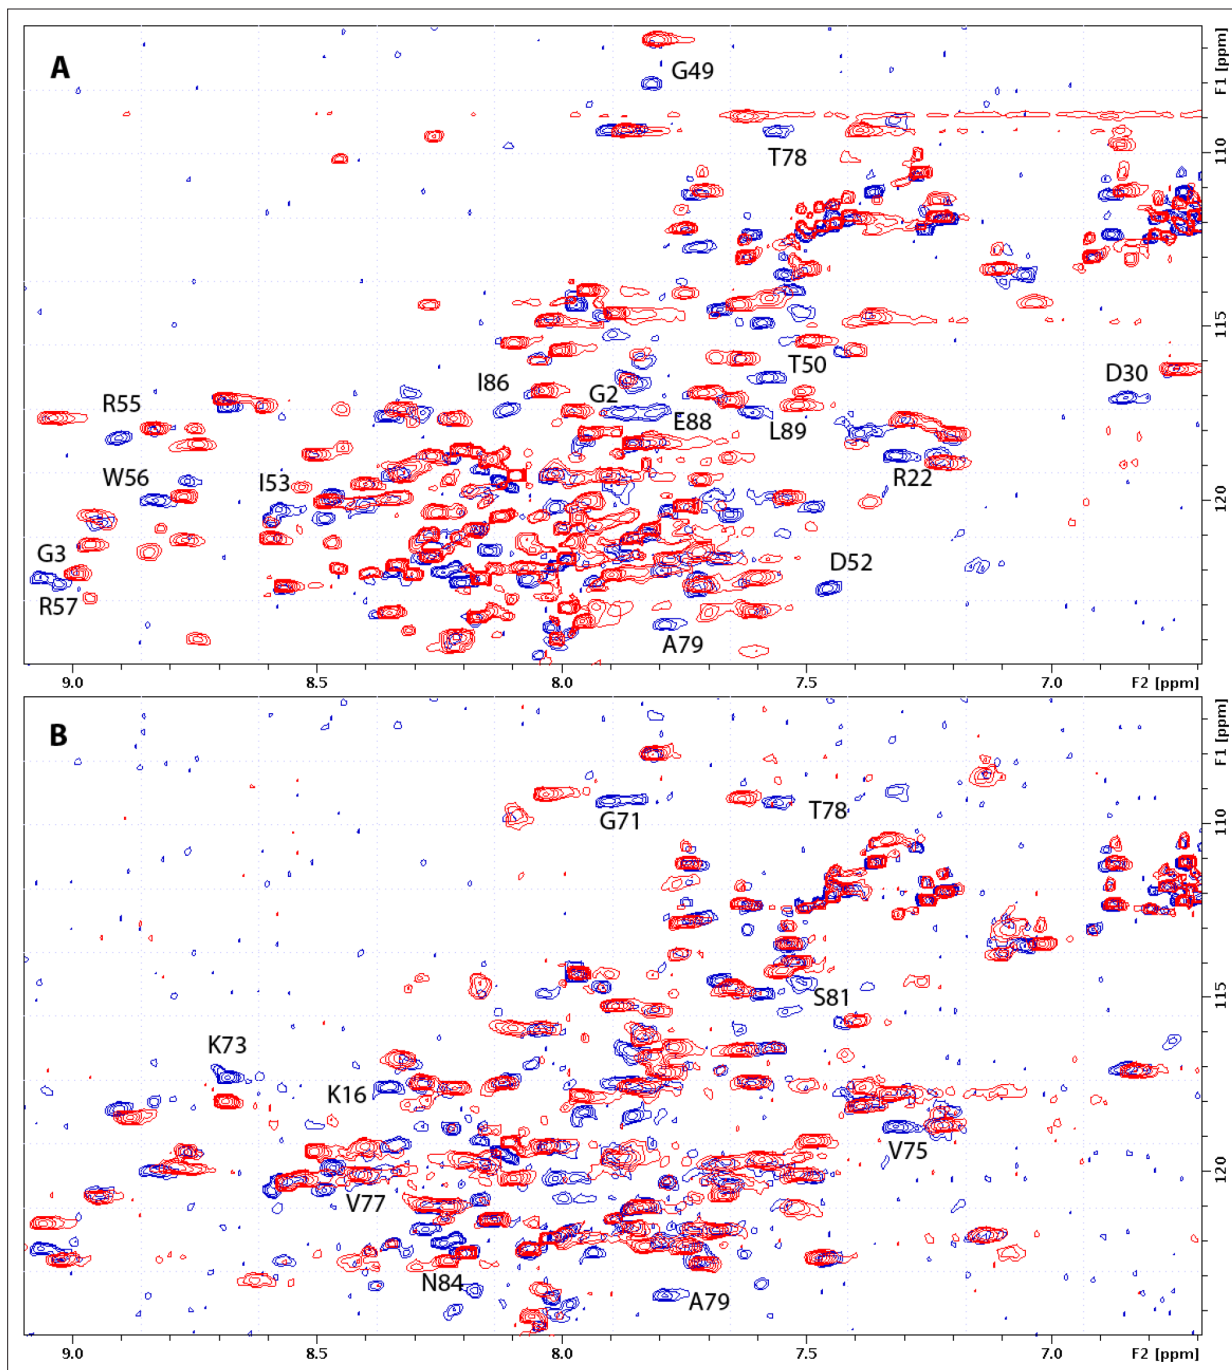 A
G49
F1 [ppm]
T78
110
115
T50
I86
G2
D30
R55
E88
L89
W56
I53
R22
120
G3
D52
R57
A79
9.0 8.5 8.0 7.5 7.0 F2 [ppm]
B
F1 [ppm]
G71
T78
110
115
S81
K73
K16
V75
120
V77
N84
A79
9.0 8.5 8.0 7.5 7.0 F2 [ppm]